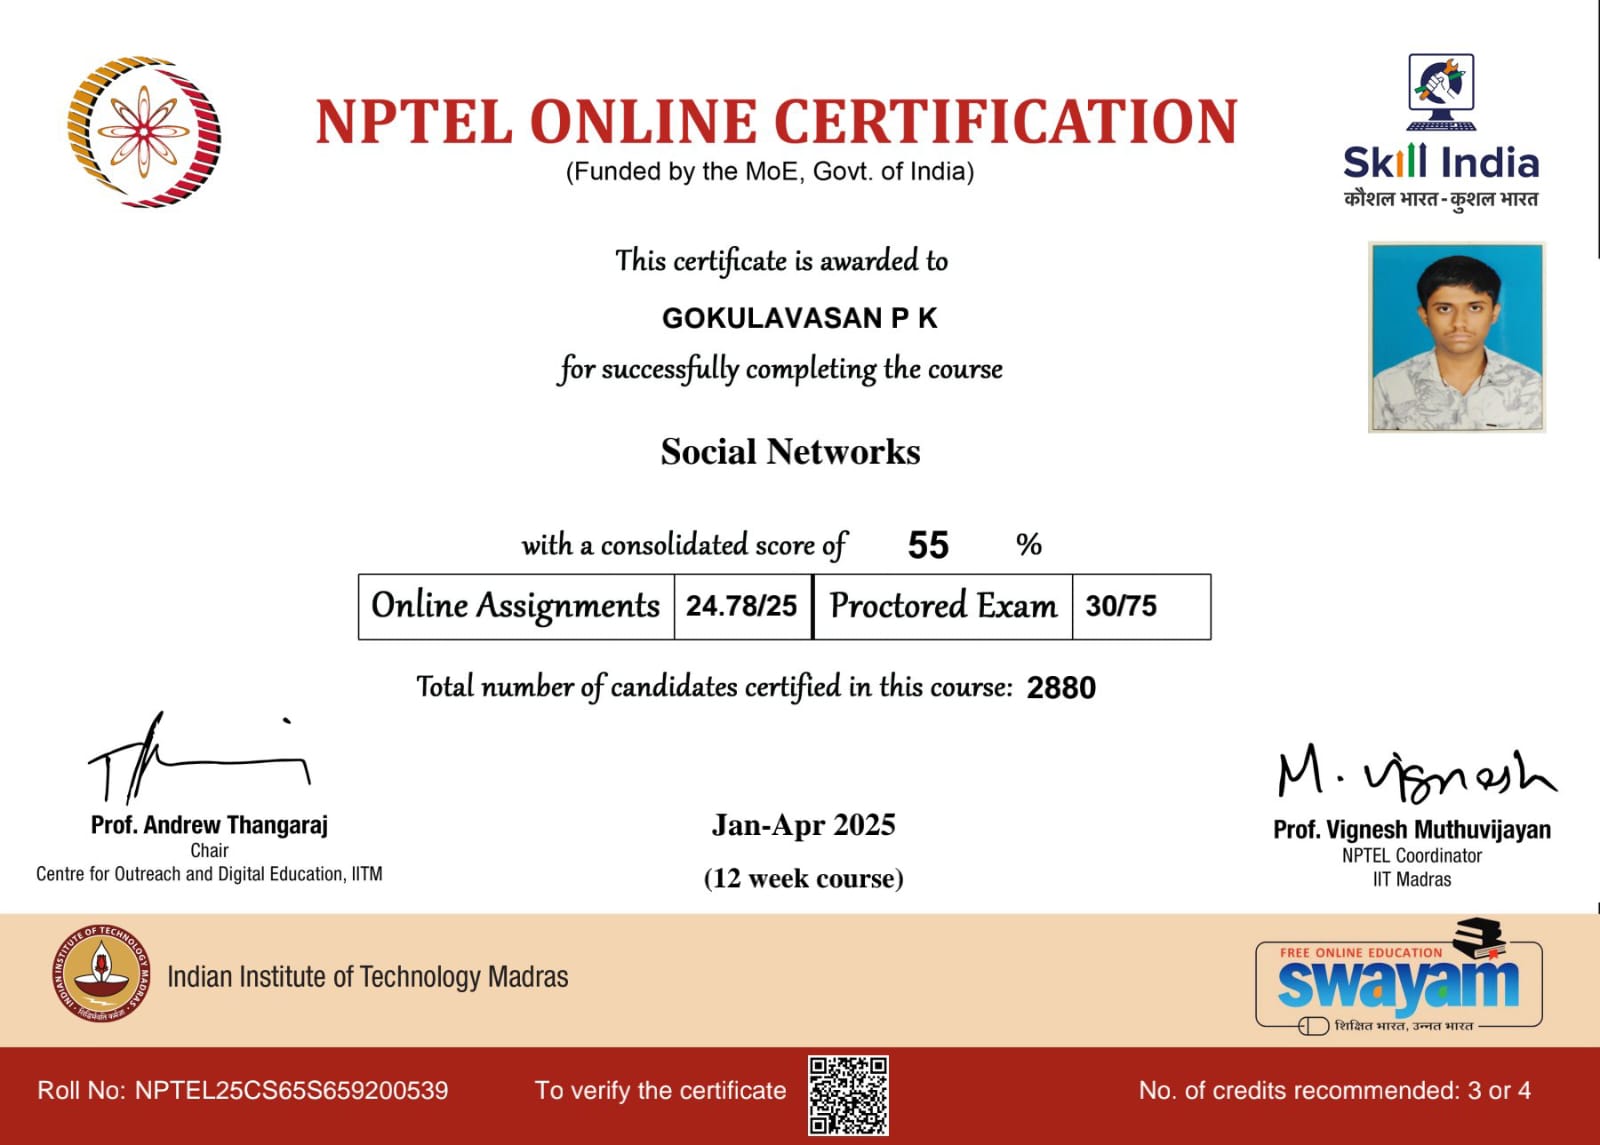 NPTEL ONLINE CERTIFICATION
(Funded by the MoE, Govt. of India)
Skill India
कौशल भारत - कुशल भारत
This certificate is awarded to
GOKULAVASAN P K
for successfully completing the course
Social Networks
with a consolidated score of 55 %
Online Assignments 24.78/25 Proctored Exam 30/75
Total number of candidates certified in this course: 2880
M. Vignesh
Prof. Andrew Thangaraj
Chair
Centre for Outreach and Digital Education, IITM
Jan-Apr 2025
(12 week course)
Prof. Vignesh Muthuvijayan
NPTEL Coordinator
IIT Madras
INDIAN INSTITUTE OF TECHNOLOGY MADRAS
Indian Institute of Technology Madras
FREE ONLINE EDUCATION
swayam
शिक्षित भारत, उन्नत भारत
Roll No: NPTEL25CS65S659200539
To verify the certificate
No. of credits recommended: 3 or 4